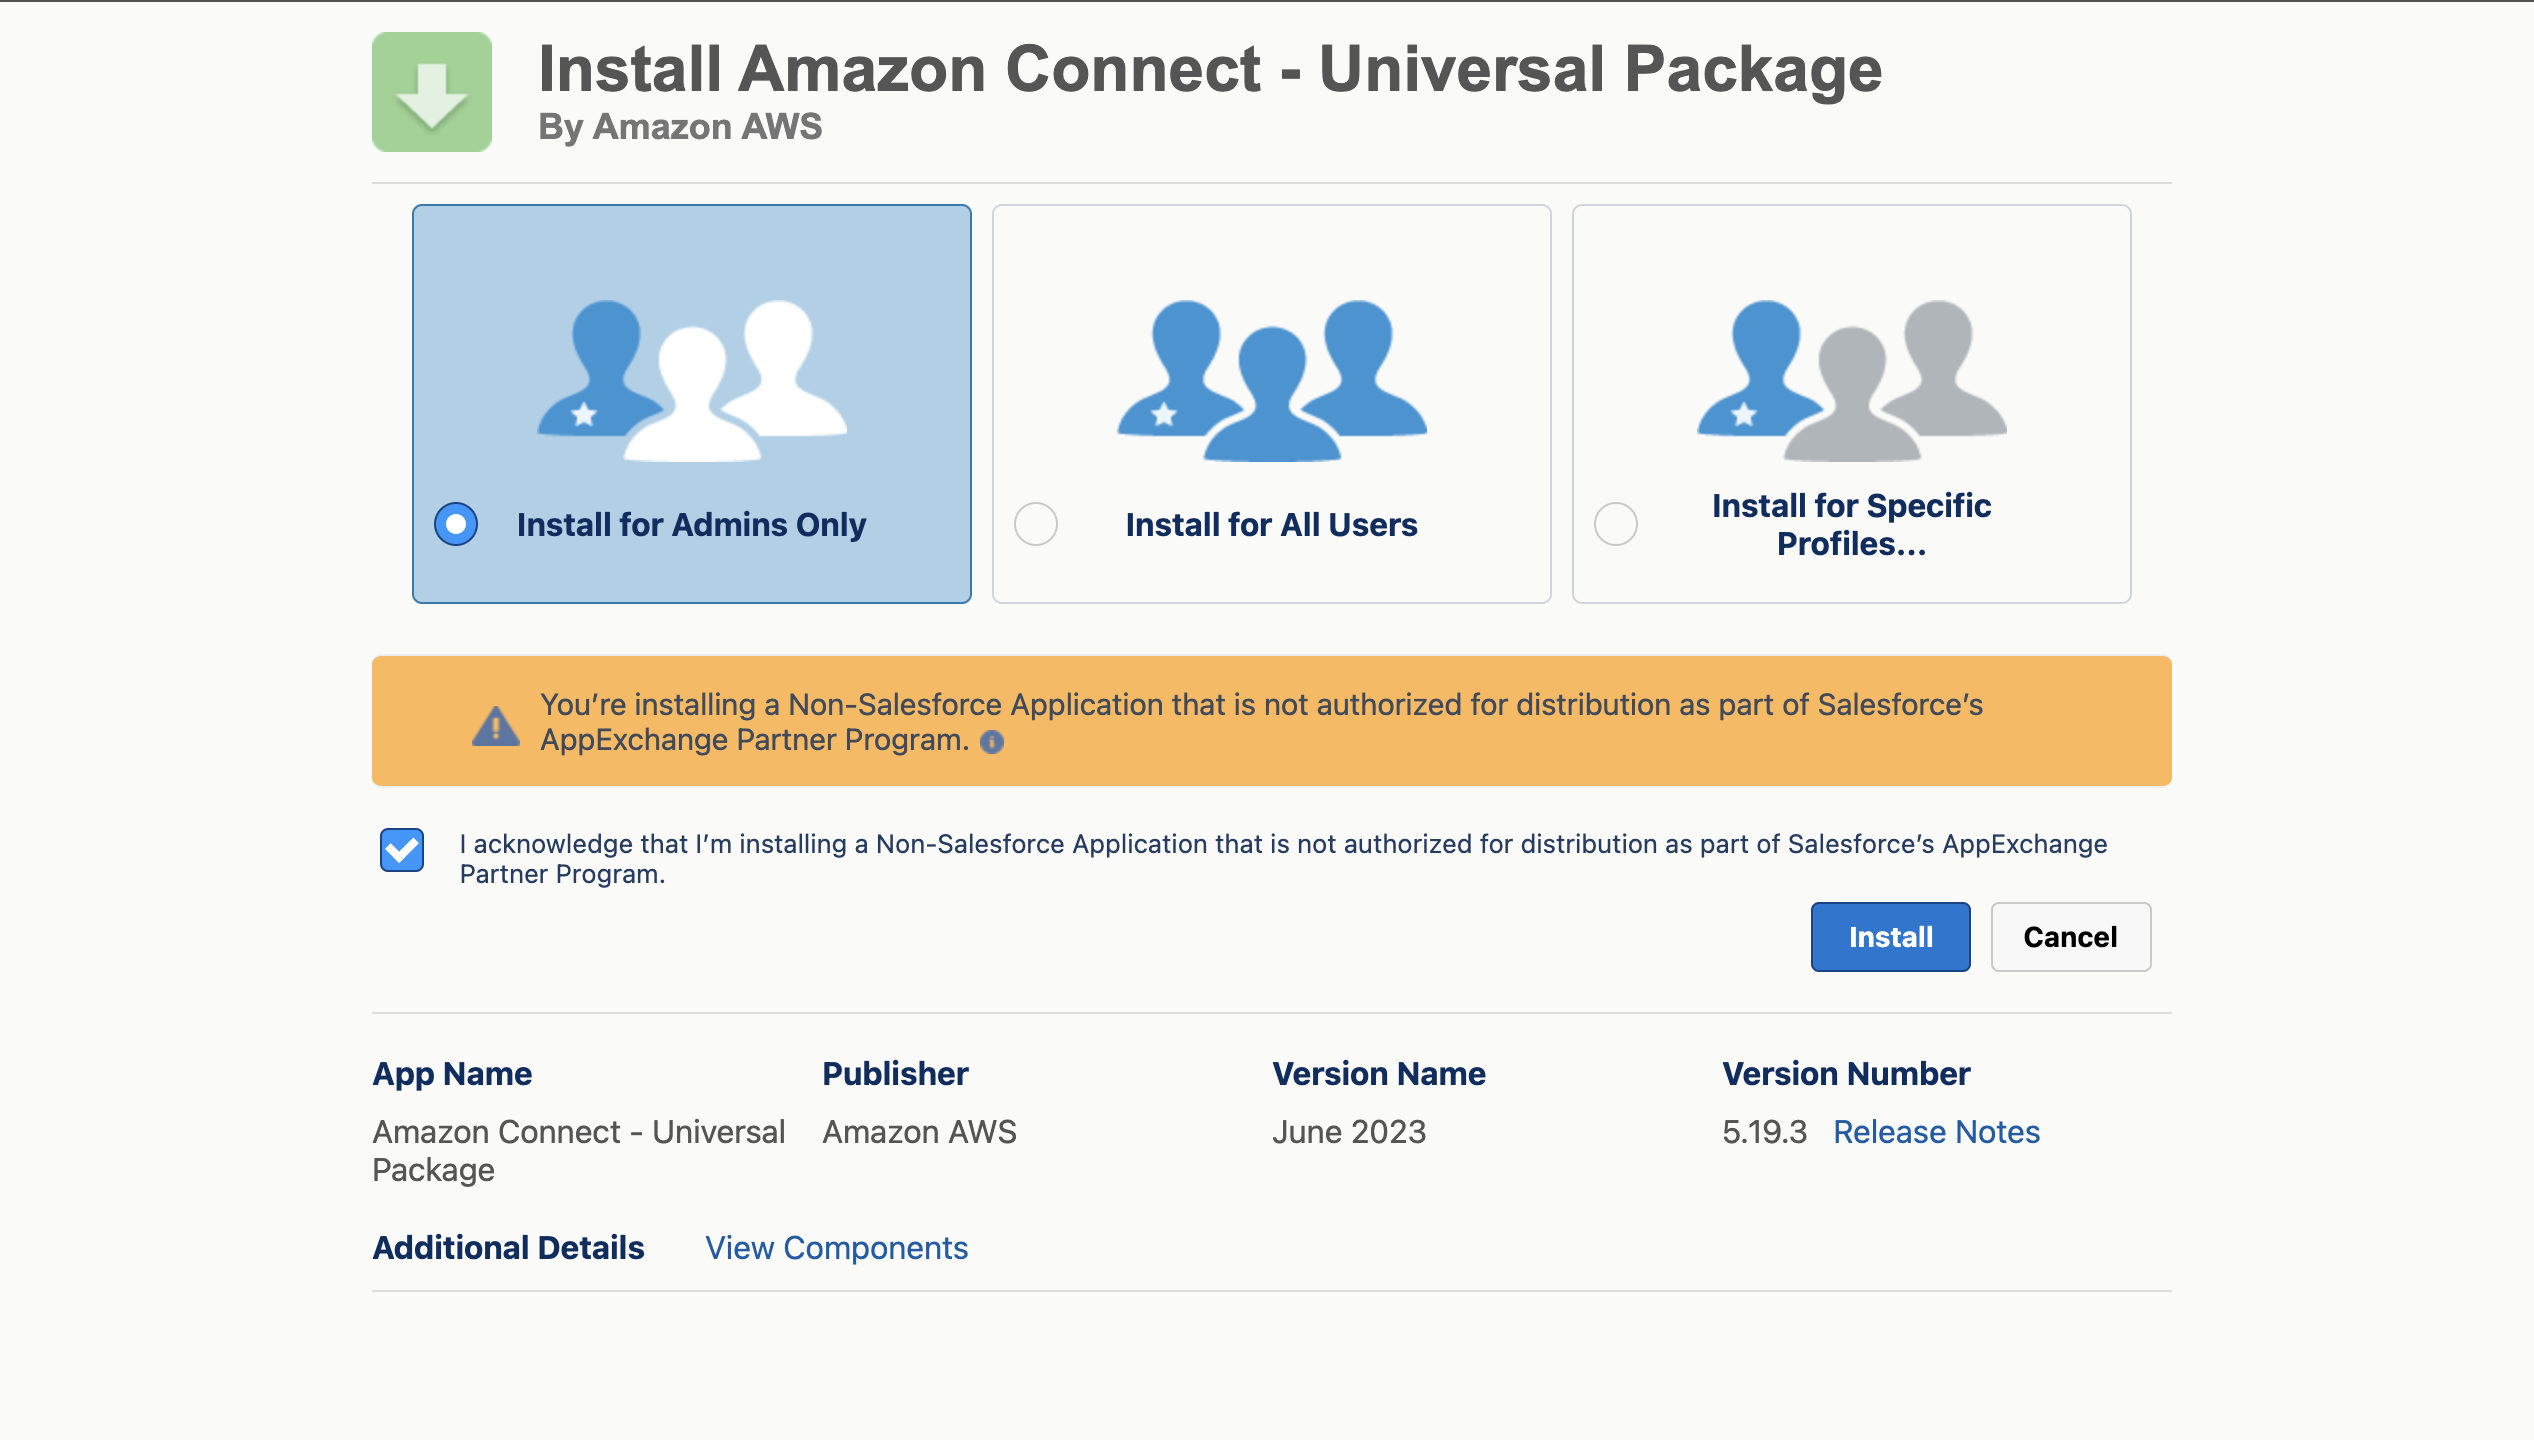 Install Amazon Connect - Universal Package
By Amazon AWS
Install for Admins Only
Install for All Users
Install for Specific
Profiles...
You’re installing a Non-Salesforce Application that is not authorized for distribution as part of Salesforce’s
AppExchange Partner Program.
I acknowledge that I’m installing a Non-Salesforce Application that is not authorized for distribution as part of Salesforce’s AppExchange
Partner Program.
Install Cancel
App Name Publisher Version Name Version Number
Amazon Connect - Universal Amazon AWS June 2023 5.19.3 Release Notes
Package
Additional Details View Components